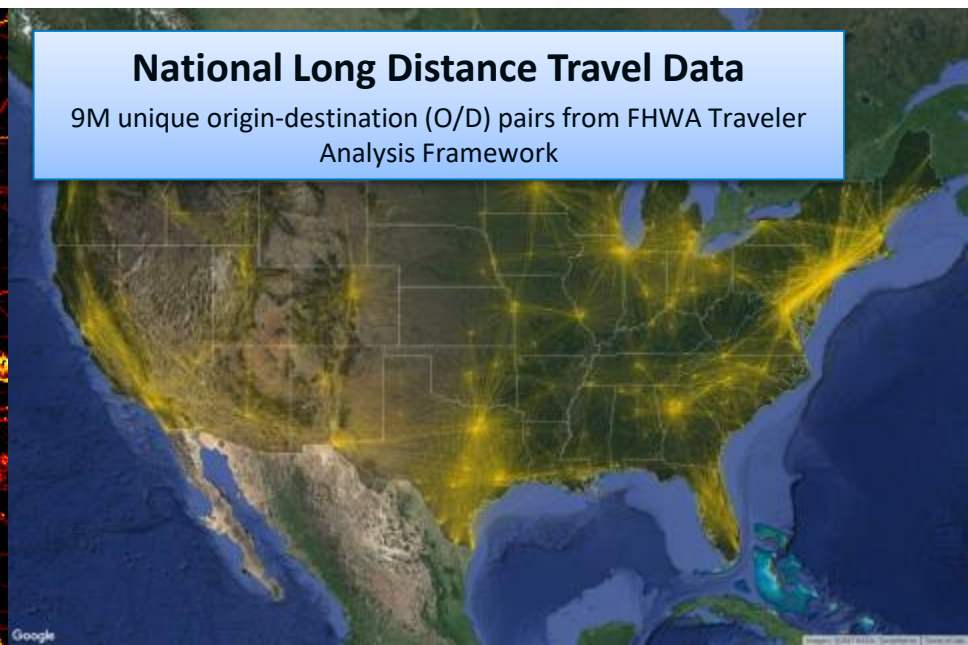 National Long Distance Travel Data
9M unique origin-destination (O/D) pairs from FHWA Traveler
Analysis Framework
Google